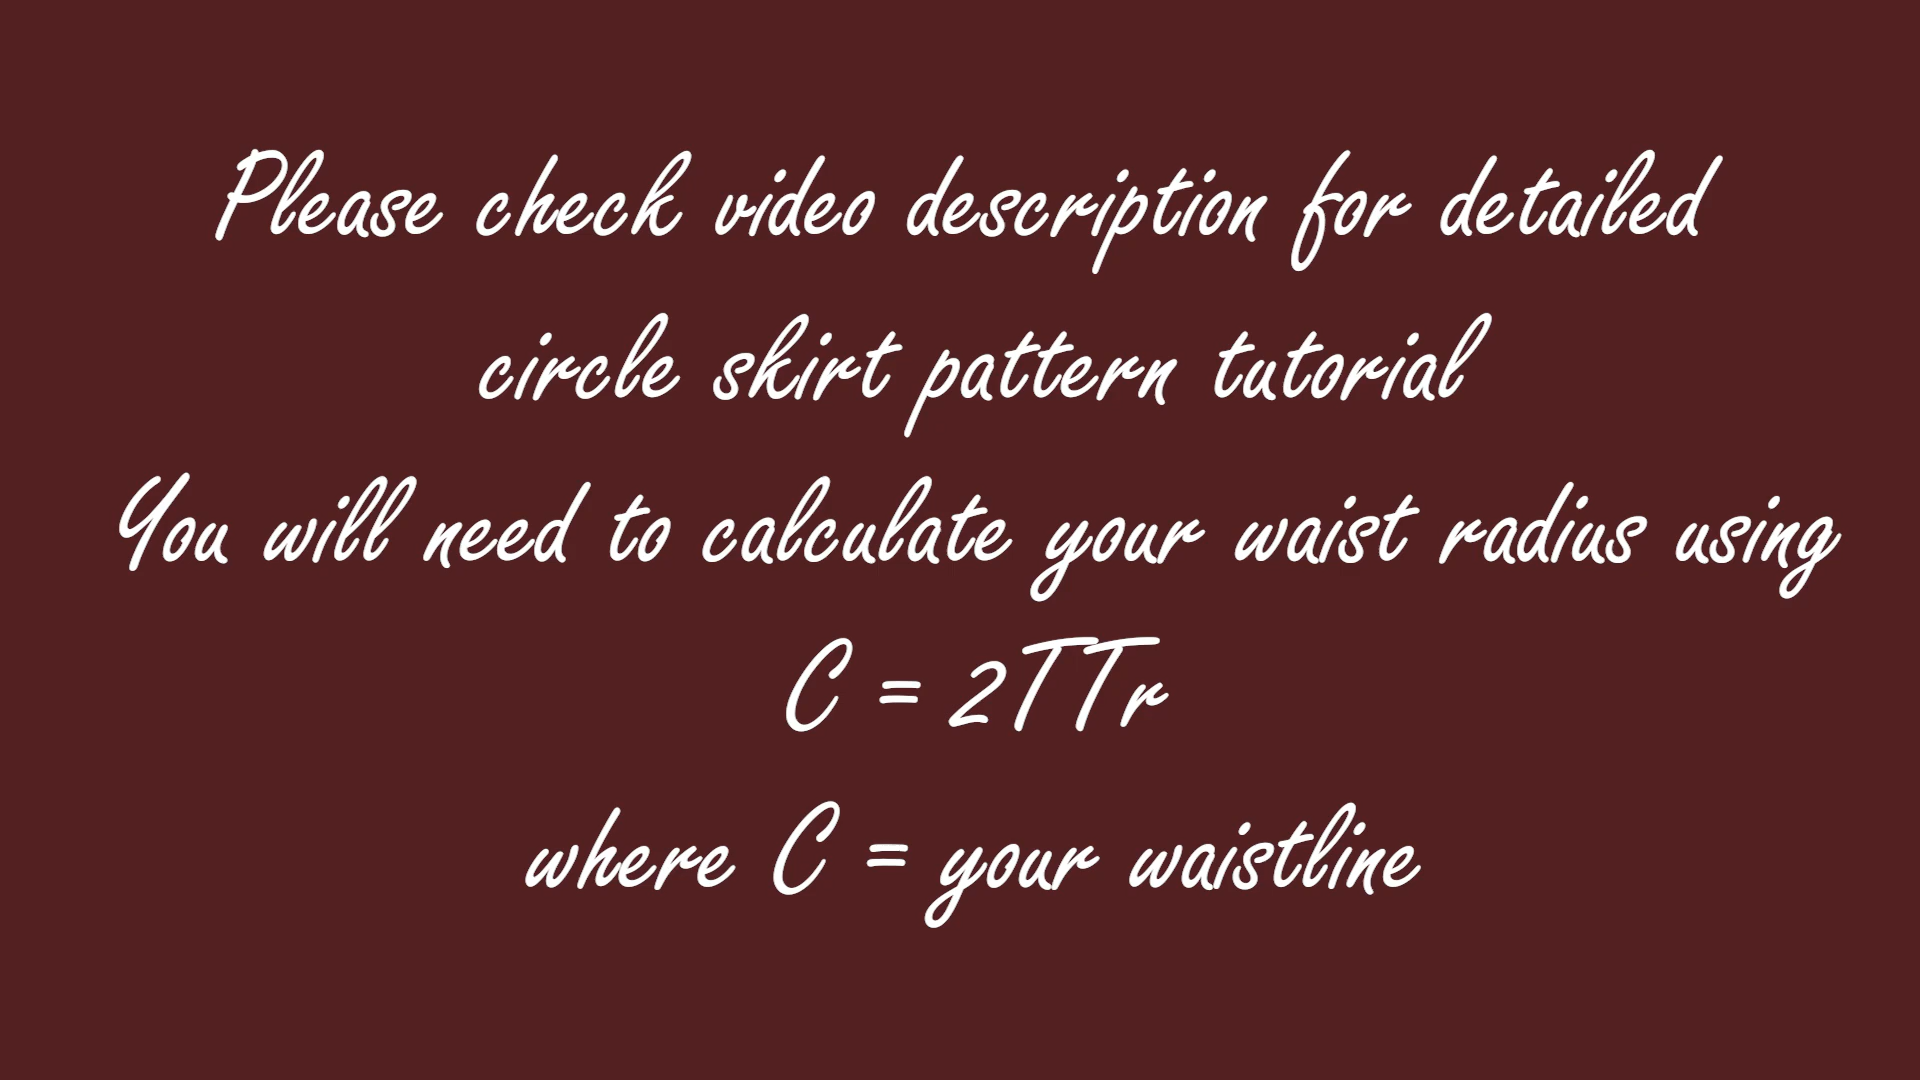 Please check video description for detailed
circle skirt pattern tutorial
You will need to calculate your waist radius using
C = 2TTr
where C = your waistline